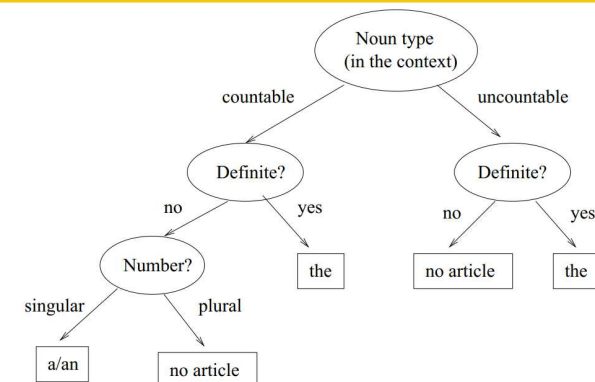 Noun type
(in the context)
countable
uncountable
Definite?
Definite?
no
yes
no
yes
Number?
the
no article
the
singular
plural
a/an
no article